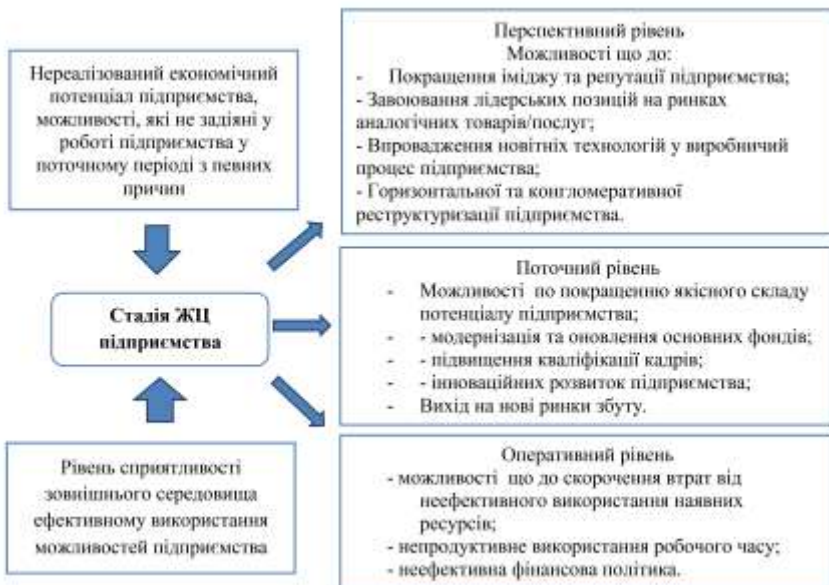 Нереалізований економічний
потенціал підприємства,
можливості, які не задіяні у
роботі підприємства у
поточному періоді з певних
причин
Стадія ЖЦ
підприємства
Рівень сприятливості
зовнішнього середовища
ефективному використання
можливостей підприємства
Перспективний рівень
Можливості що до:
- Покращення іміджу та репутації підприємства;
- Завоювання лідерських позицій на ринках
аналогічних товарів/послуг;
- Впровадження новітніх технологій у виробничий
процес підприємства;
- Горизонтальної та конгломеративної
реструктуризації підприємства.
Поточний рівень
- Можливості по покращенню якісного складу
потенціалу підприємства;
- - модернізація та оновлення основних фондів;
- - підвищення кваліфікації кадрів;
- - інноваційних розвиток підприємства;
- Вихід на нові ринки збуту.
Оперативний рівень
- можливості що до скорочення втрат від
неефективного використання наявних
ресурсів;
- непродуктивне використання робочого часу;
- неефективна фінансова політика.